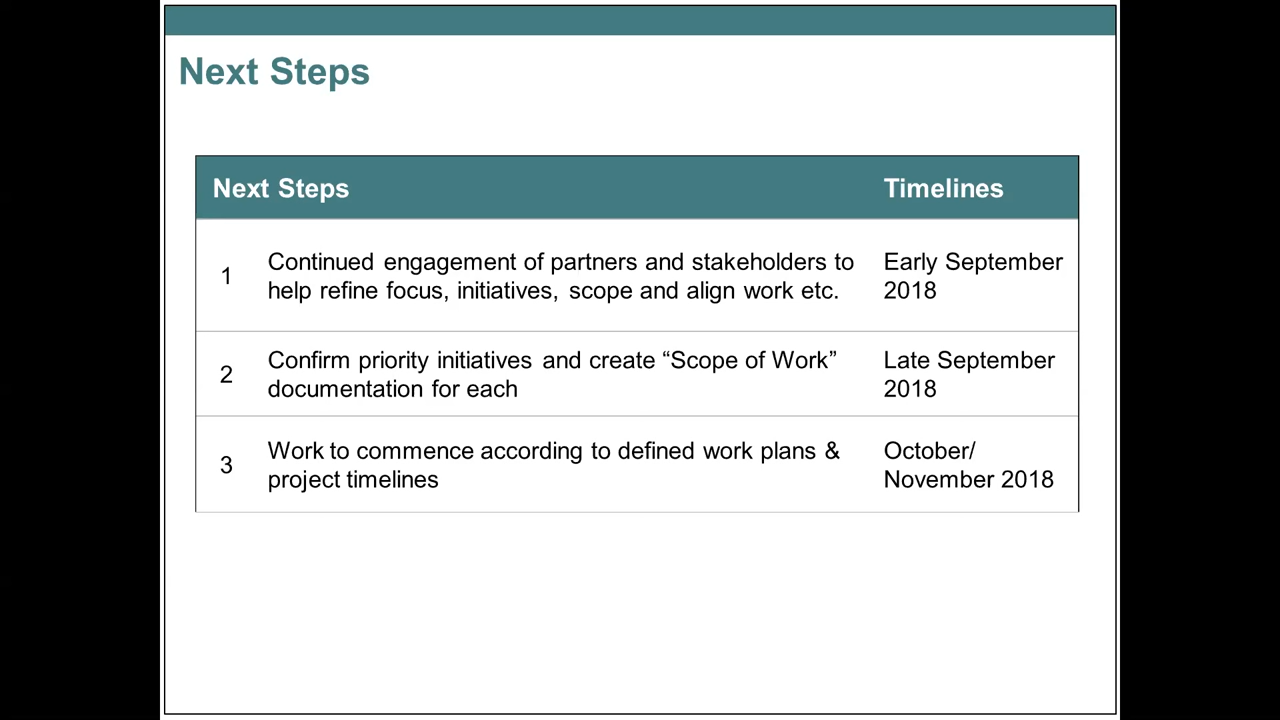 Next Steps
Next Steps Timelines
1 Continued engagement of partners and stakeholders to Early September
help refine focus, initiatives, scope and align work etc. 2018
2 Confirm priority initiatives and create “Scope of Work” Late September
documentation for each 2018
3 Work to commence according to defined work plans & October/
project timelines November 2018